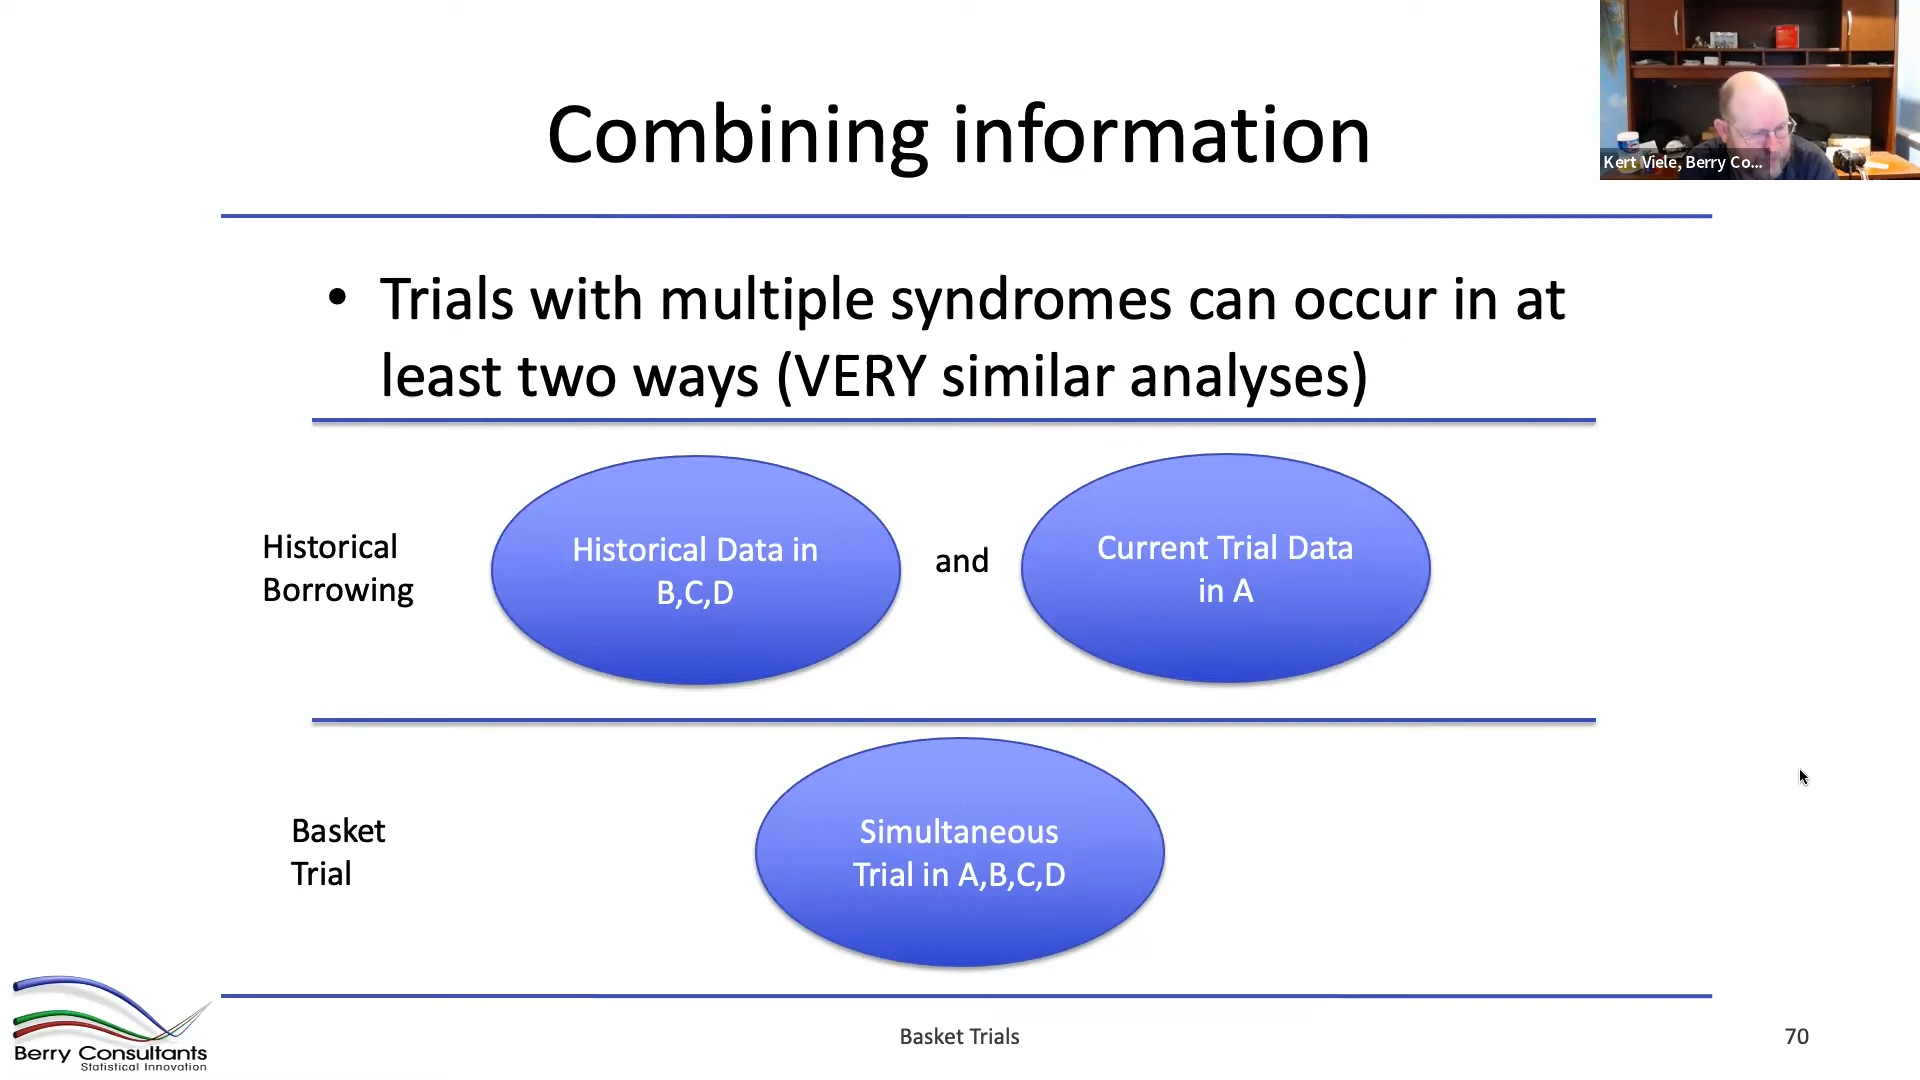 Combining information
Kert Viele, Berry Co...
• Trials with multiple syndromes can occur in at
least two ways (VERY similar analyses)
Historical
Borrowing
Historical Data in
B,C,D
and
Current Trial Data
in A
Basket
Trial
Simultaneous
Trial in A,B,C,D
Berry Consultants
Statistical Innovation
Basket Trials
70